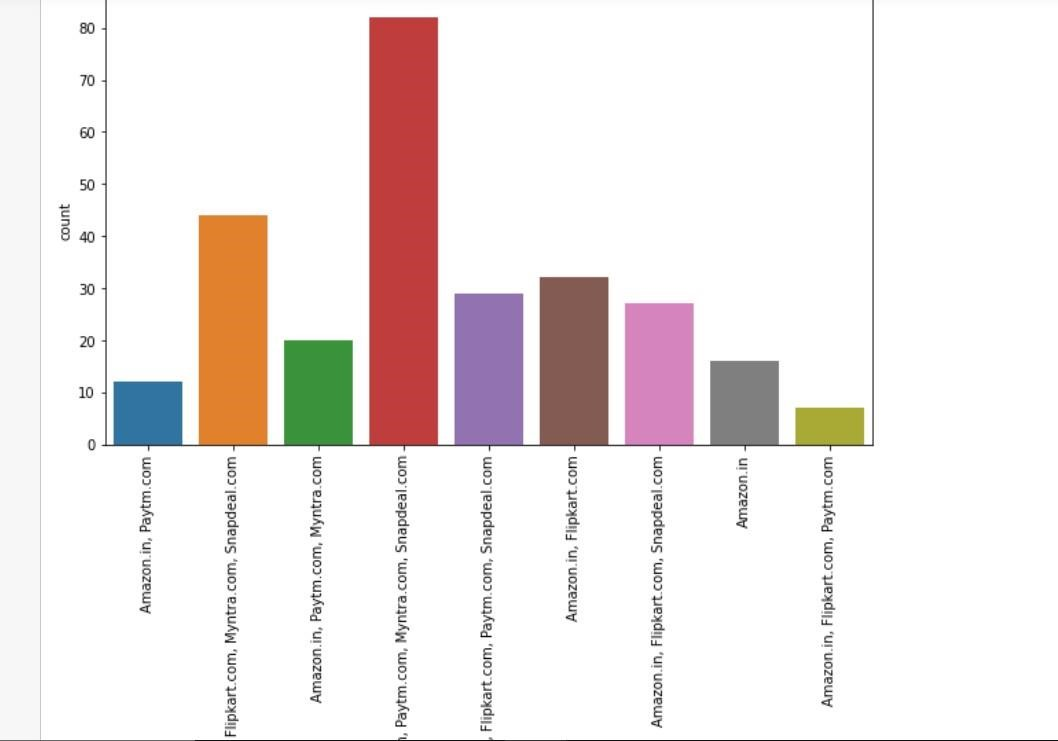 80
70
60
50
40
30
20
10
0
count
Amazon.in, Paytm.com
Flipkart.com, Myntra.com, Snapdeal.com
Amazon.in, Paytm.com, Myntra.com
, Paytm.com, Myntra.com, Snapdeal.com
, Flipkart.com, Paytm.com, Snapdeal.com
Amazon.in, Flipkart.com
Amazon.in, Flipkart.com, Snapdeal.com
Amazon.in
Amazon.in, Flipkart.com, Paytm.com